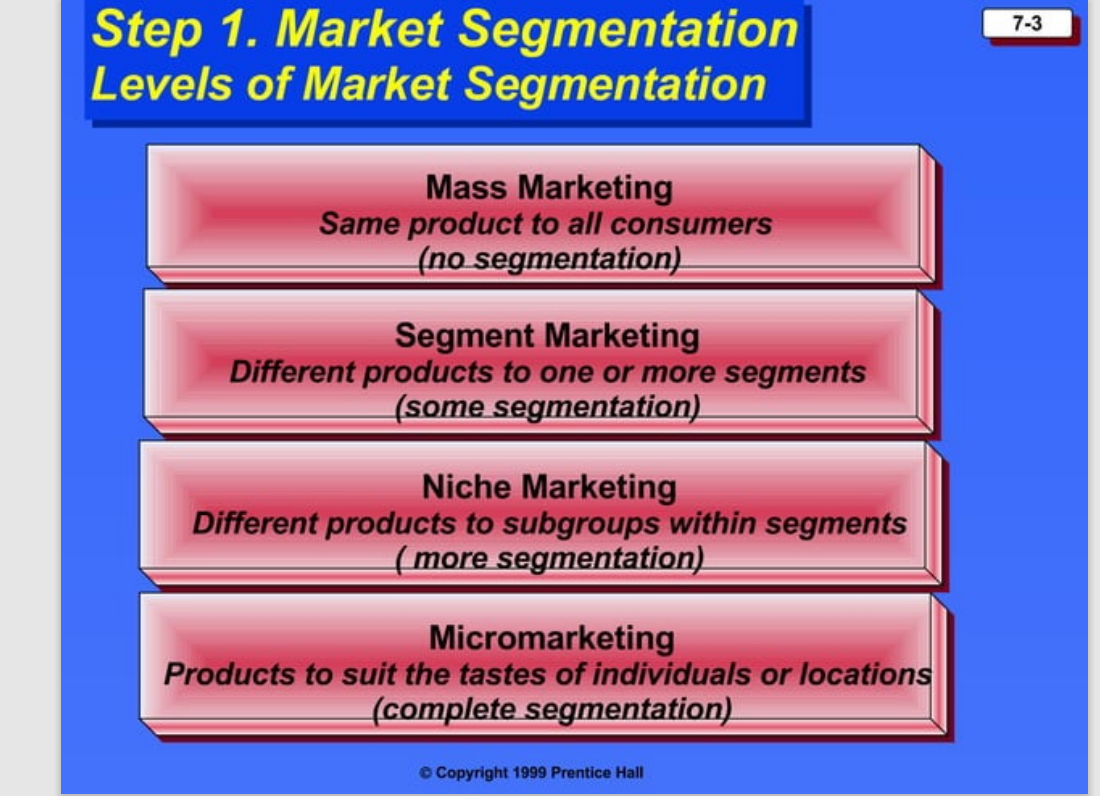 Step 1. Market Segmentation
Levels of Market Segmentation
7-3
Mass Marketing
Same product to all consumers
(no segmentation)
Segment Marketing
Different products to one or more segments
(some segmentation)
Niche Marketing
Different products to subgroups within segments
( more segmentation)
Micromarketing
Products to suit the tastes of individuals or locations
(complete segmentation)
© Copyright 1999 Prentice Hall